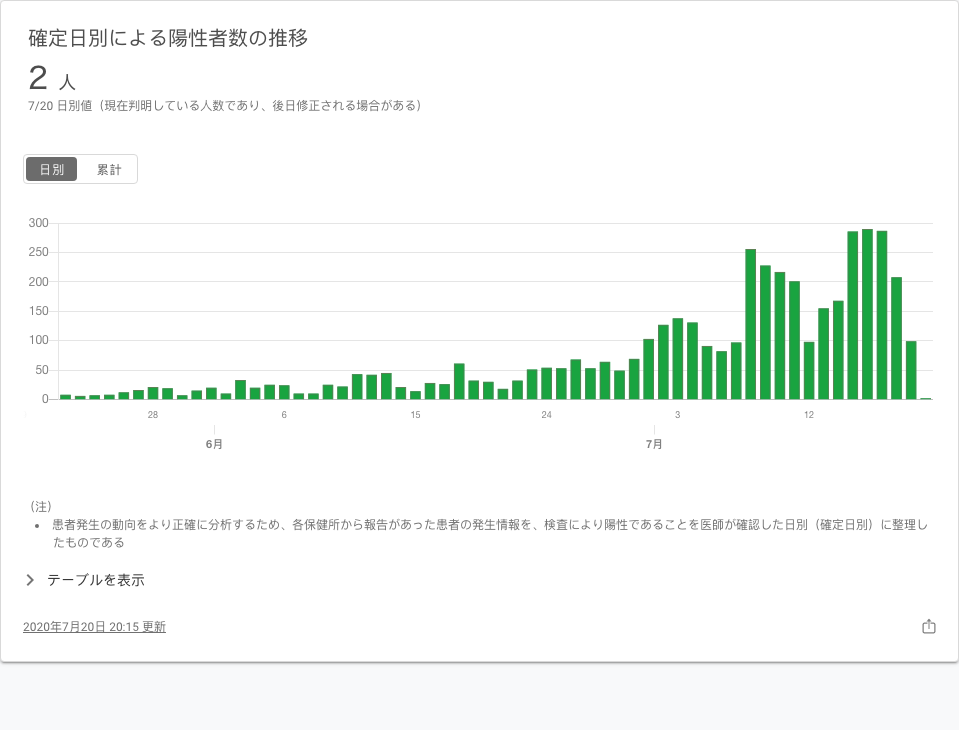 確定日別による陽性者数の推移
2 人
7/20 日別値（現在判明している人数であり、後日修正される場合がある）
日別 累計
300
250
200
150
100
50
0
28 6 15 24 3 12
6月 7月
（注）
• 患者発生の動向をより正確に分析するため、各保健所から報告があった患者の発生情報を、検査により陽性であることを医師が確認した日別（確定日別）に整理し
たものである
テーブルを表示
2020年7月20日 20:15 更新